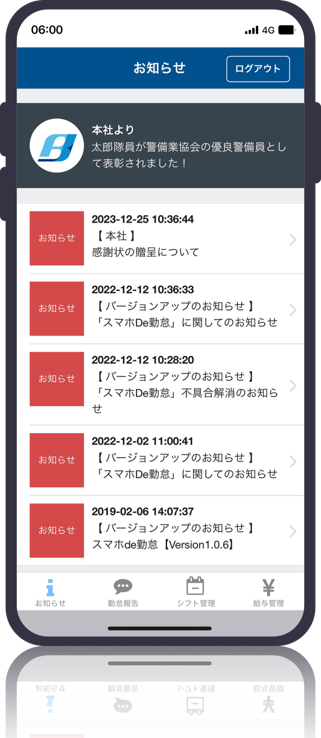 06:00
4G
お知らせ
ログアウト
本社より
太郎隊員が警備業協会の優良警備員とし
て表彰されました！
お知らせ
2023-12-25 10:36:44
【 本社 】
感謝状の贈呈について
お知らせ
2022-12-12 10:36:33
【 バージョンアップのお知らせ 】
「スマホDe勤怠」に関してのお知らせ
お知らせ
2022-12-12 10:28:20
【 バージョンアップのお知らせ 】
「スマホDe勤怠」不具合解消のお知ら
せ
お知らせ
2022-12-02 11:00:41
【 バージョンアップのお知らせ 】
「スマホDe勤怠」に関してのお知らせ
お知らせ
2019-02-06 14:07:37
【 バージョンアップのお知らせ 】
スマホde勤怠【Version1.0.6】
お知らせ
勤怠報告
シフト管理
¥
給与管理